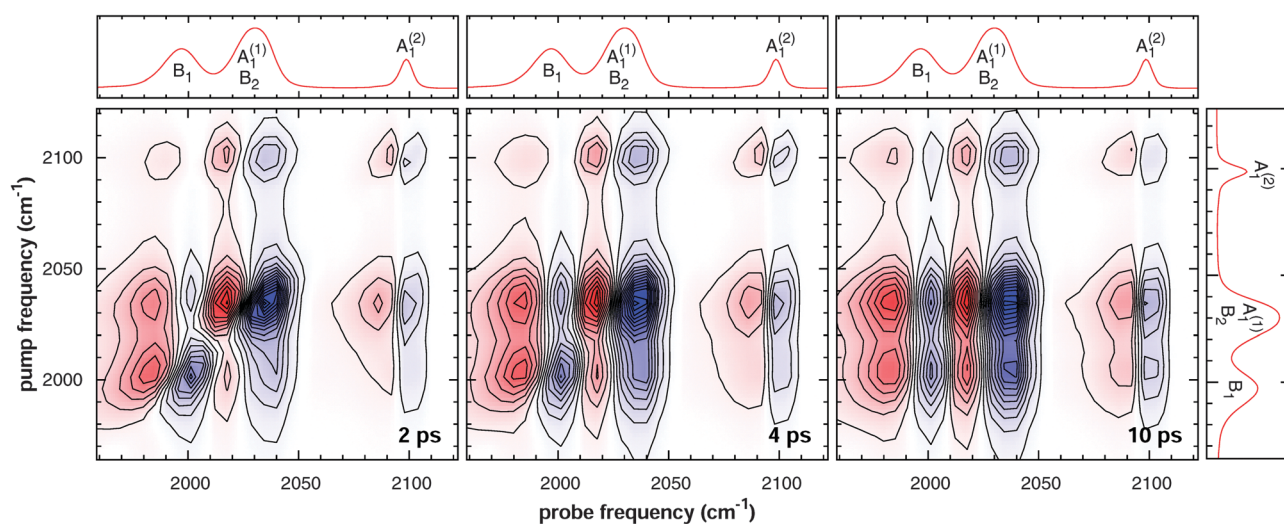 B₁ A₁⁽¹⁾ B₂ A₁⁽²⁾
B₁ A₁⁽¹⁾ B₂ A₁⁽²⁾
B₁ A₁⁽¹⁾ B₂ A₁⁽²⁾
pump frequency (cm⁻¹)
2100
2050
2000
2 ps
4 ps
10 ps
A₁⁽²⁾
A₁⁽¹⁾
B₂
B₁
2000 2050 2100
2000 2050 2100
2000 2050 2100
probe frequency (cm⁻¹)